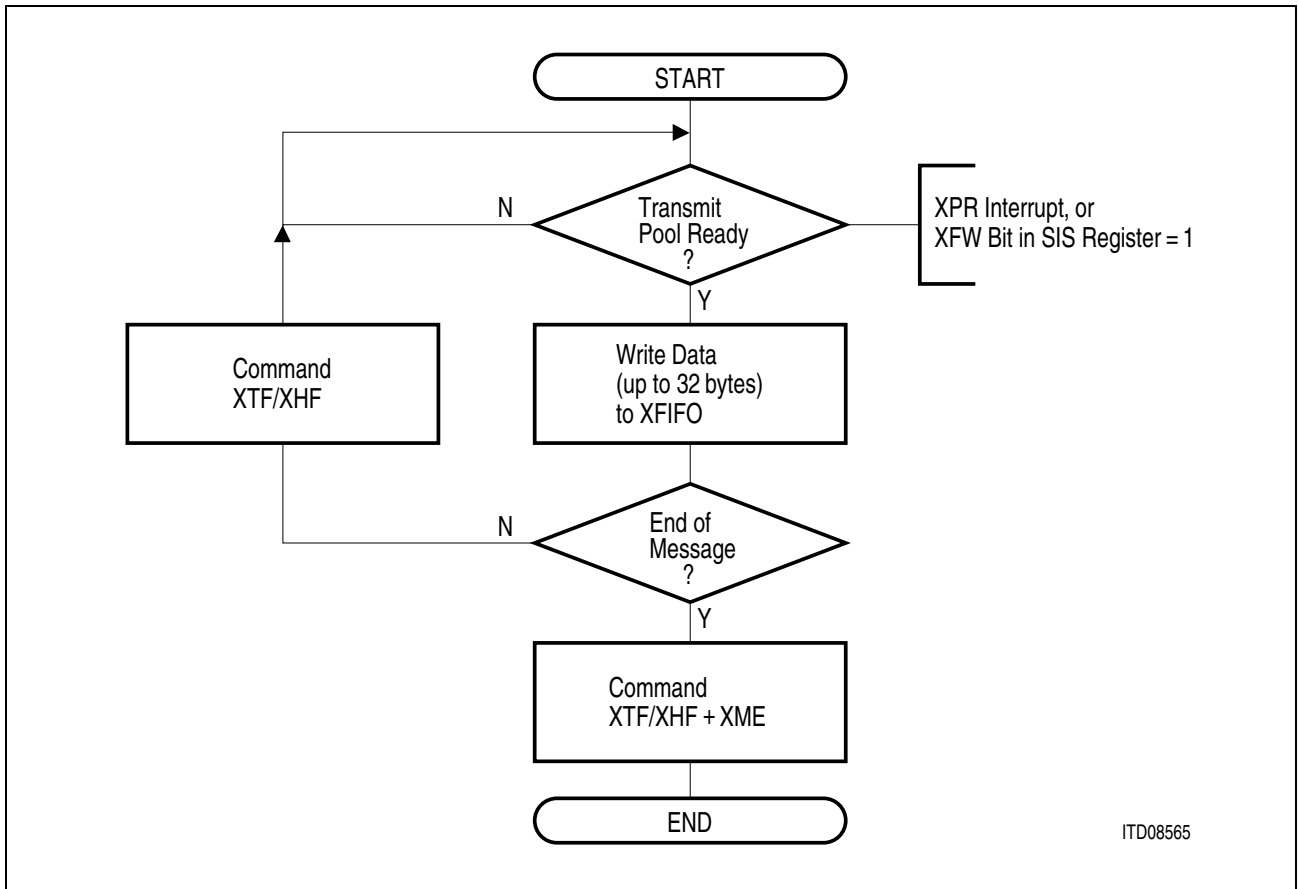 START
N
Transmit
Pool Ready
?
XPR Interrupt, or
XFW Bit in SIS Register = 1
Y
Command
XTF/XHF
Write Data
(up to 32 bytes)
to XFIFO
N
End of
Message
?
Y
Command
XTF/XHF + XME
END
ITD08565